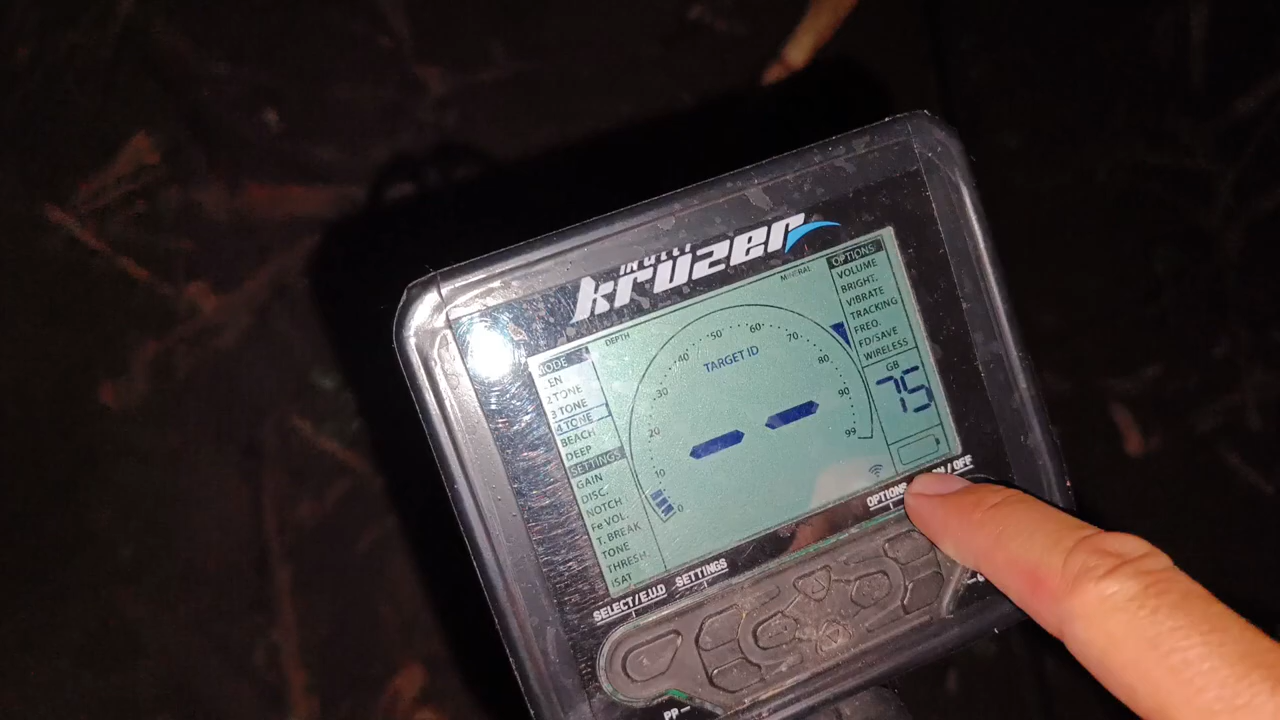 kruzer
DEPTH
MINERAL
MODE
2 TONE
3 TONE
4 TONE
BEACH
DEEP
SETTINGS
GAIN
DISC.
NOTCH
Fe VOL.
T. BREAK
TONE
THRESH.
ISAT
TARGET ID
0
10
20
30
40
50
60
70
80
90
99
OPTIONS
VOLUME
BRIGHT.
VIBRATE
TRACKING
FREQ.
FD/SAVE
WIRELESS
GB
75
SELECT/E.U.D
SETTINGS
OPTIONS
/ OFF
PP